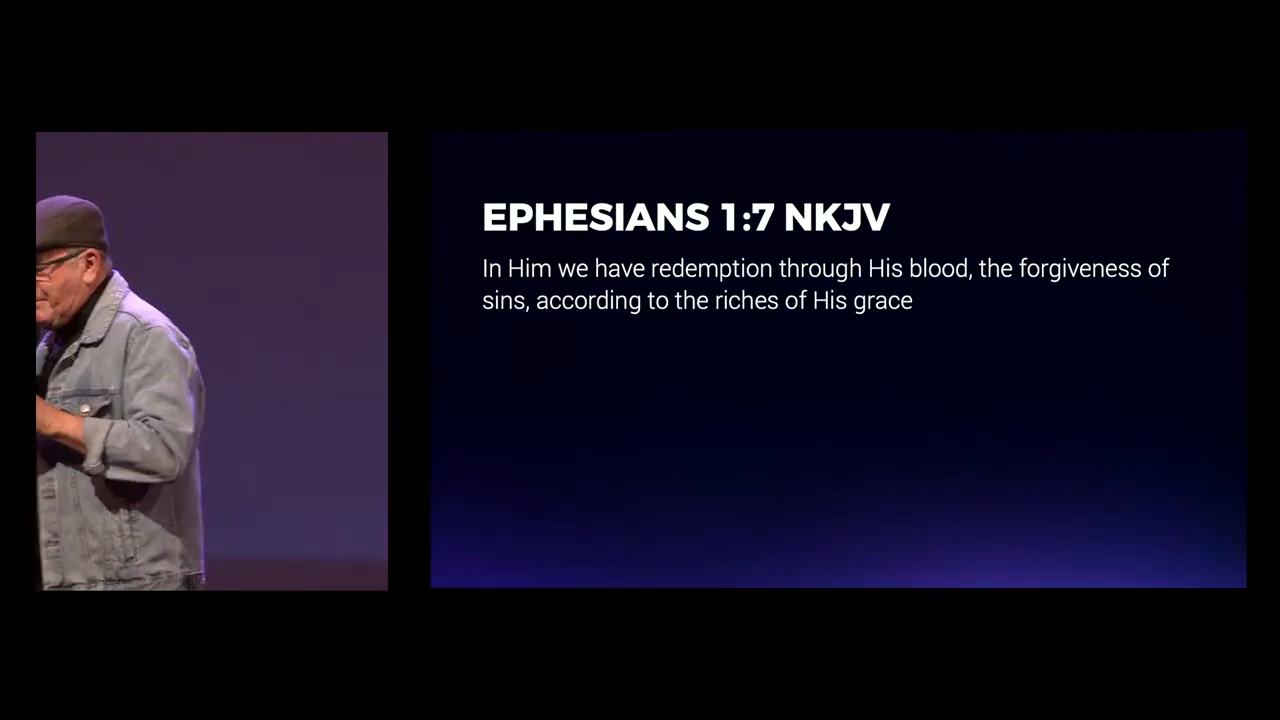 EPHESIANS 1:7 NKJV
In Him we have redemption through His blood, the forgiveness of
sins, according to the riches of His grace